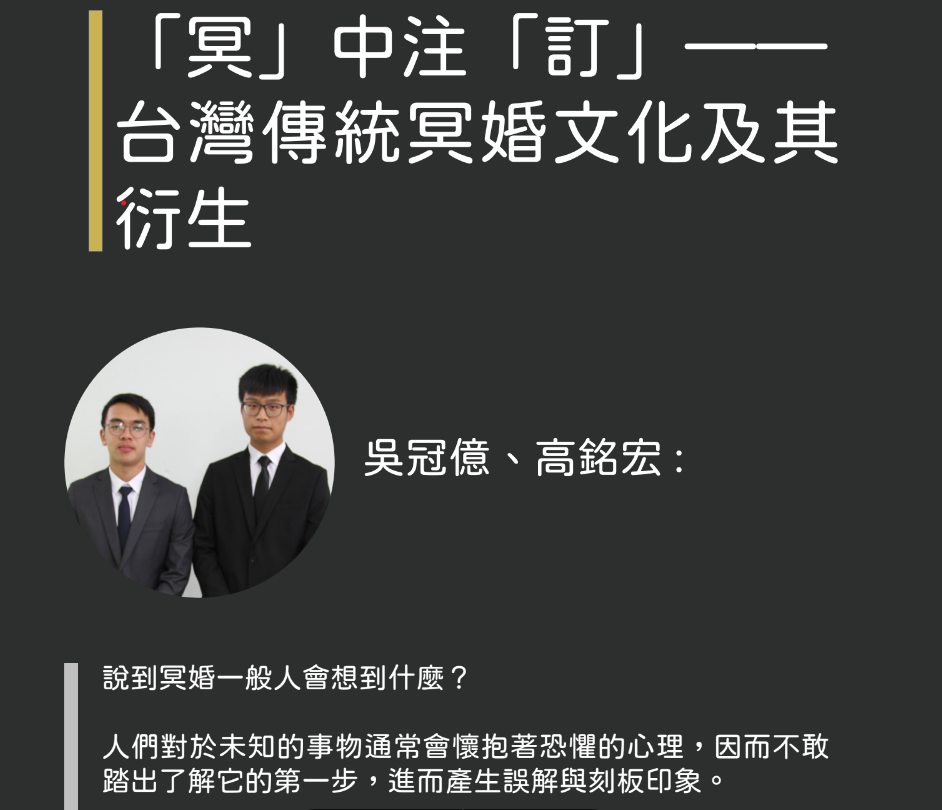 「冥」中注「訂」——
台灣傳統冥婚文化及其
衍生
吳冠億、高銘宏 :
說到冥婚一般人會想到什麼？
人們對於未知的事物通常會懷抱著恐懼的心理，因而不敢
踏出了解它的第一步，進而產生誤解與刻板印象。